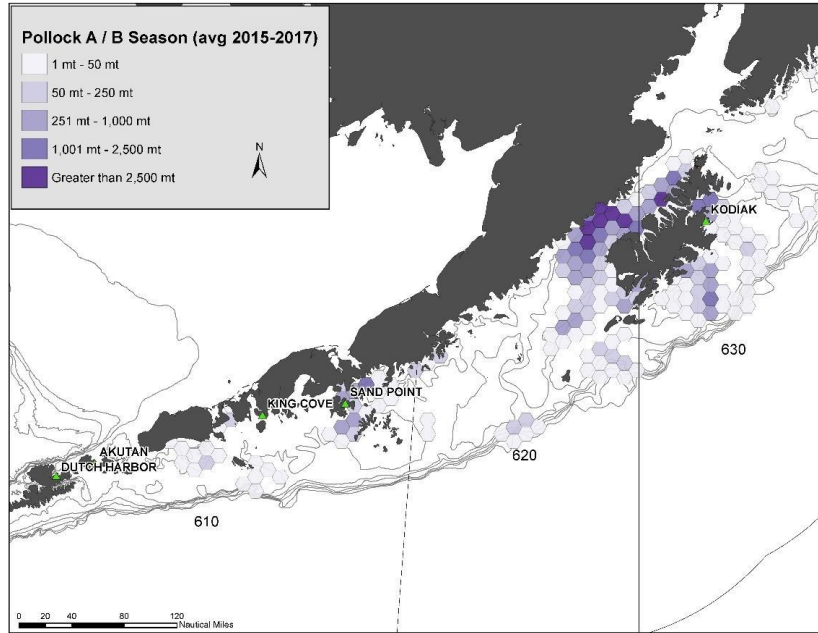 Pollock A / B Season (avg 2015-2017)
1 mt - 50 mt
50 mt - 250 mt
251 mt - 1,000 mt
1,001 mt - 2,500 mt
Greater than 2,500 mt
N
KODIAK
630
SAND POINT
KING COVE
AKUTAN
DUTCH HARBOR
620
610
0 20 40 80 120
Nautical Miles